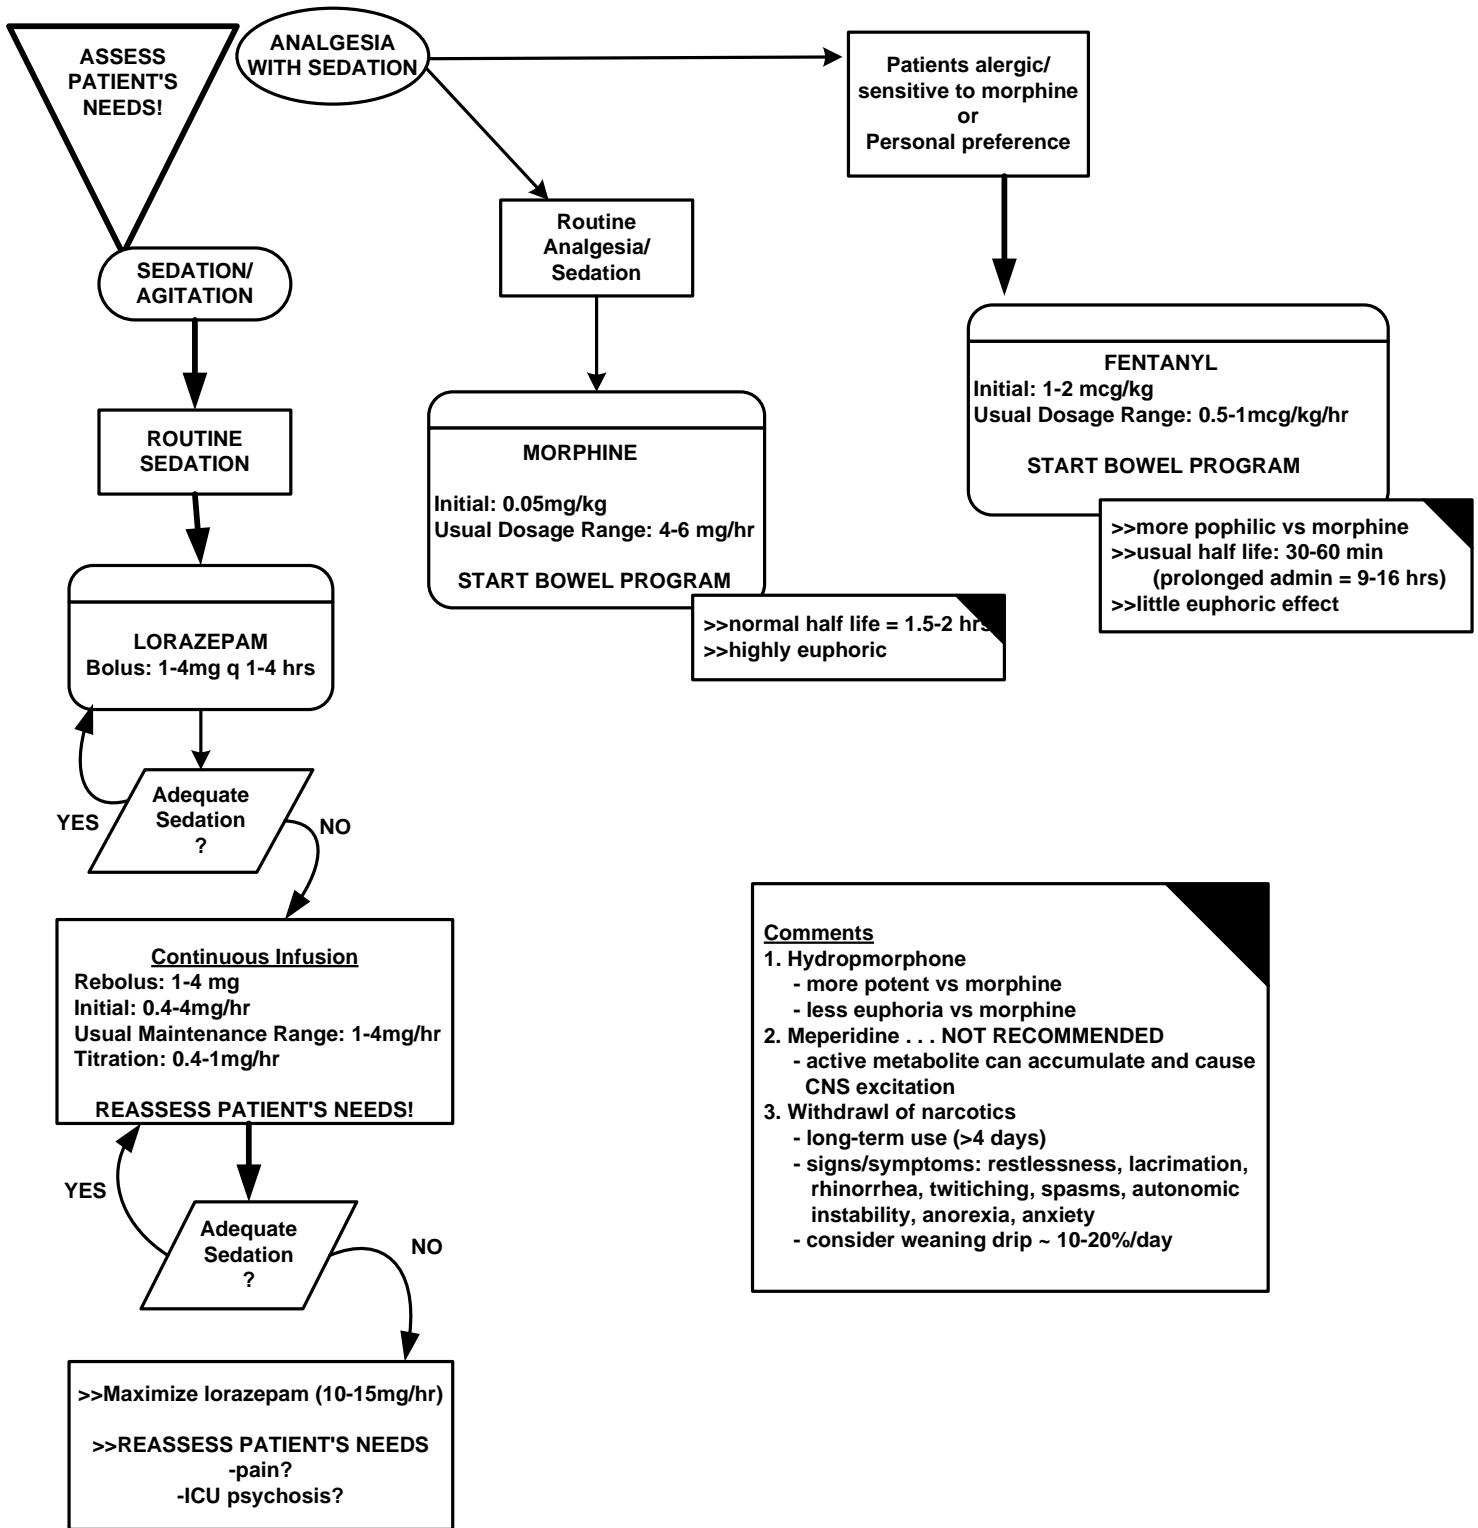 ASSESS
PATIENT'S
NEEDS!
ANALGESIA
WITH SEDATION
Patients alergic/
sensitive to morphine
or
Personal preference
Routine
Analgesia/
Sedation
SEDATION/
AGITATION
FENTANYL
Initial: 1-2 mcg/kg
Usual Dosage Range: 0.5-1mcg/kg/hr
START BOWEL PROGRAM
>>more pophilic vs morphine
>>usual half life: 30-60 min
(prolonged admin = 9-16 hrs)
>>little euphoric effect
MORPHINE
Initial: 0.05mg/kg
Usual Dosage Range: 4-6 mg/hr
START BOWEL PROGRAM
>>normal half life = 1.5-2 hrs
>>highly euphoric
ROUTINE
SEDATION
LORAZEPAM
Bolus: 1-4mg q 1-4 hrs
Adequate
Sedation
?
YES
NO
Continuous Infusion
Rebolus: 1-4 mg
Initial: 0.4-4mg/hr
Usual Maintenance Range: 1-4mg/hr
Titration: 0.4-1mg/hr
REASSESS PATIENT'S NEEDS!
YES
Adequate
Sedation
?
NO
>>Maximize lorazepam (10-15mg/hr)
>>REASSESS PATIENT'S NEEDS
-pain?
-ICU psychosis?
Comments
1. Hydropmorphone
- more potent vs morphine
- less euphoria vs morphine
2. Meperidine . . . NOT RECOMMENDED
- active metabolite can accumulate and cause
CNS excitation
3. Withdrawl of narcotics
- long-term use (>4 days)
- signs/symptoms: restlessness, lacrimation,
rhinorrhea, twitiching, spasms, autonomic
instability, anorexia, anxiety
- consider weaning drip ~ 10-20%/day